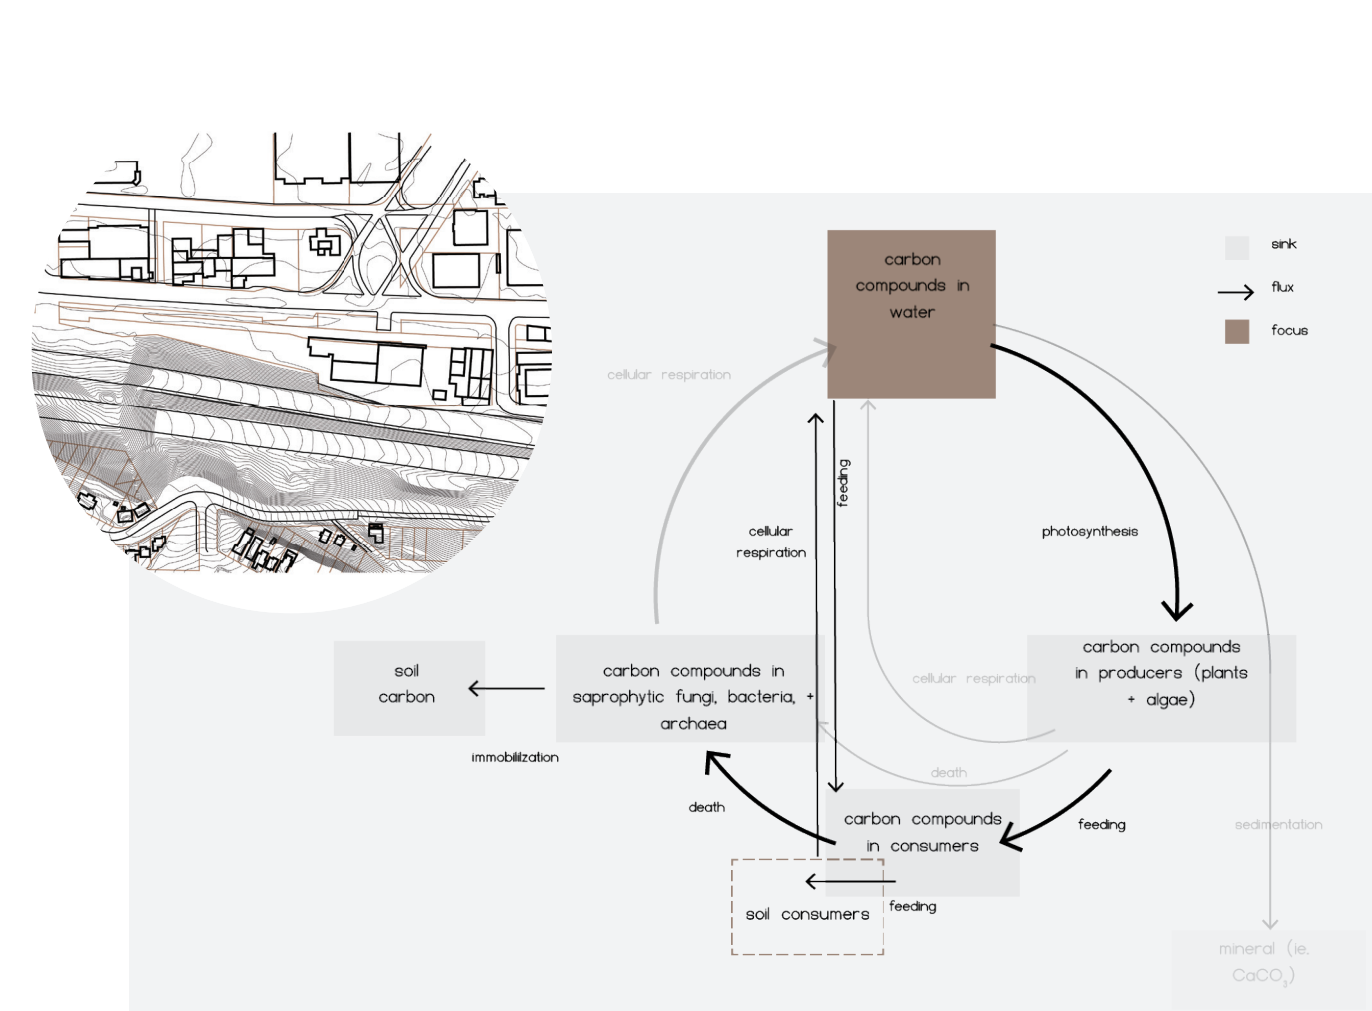 carbon
compounds in
water
sink
flux
focus
cellular respiration
feeding
cellular
respiration
photosynthesis
soil
carbon
carbon compounds in
saprophytic fungi, bacteria, +
archaea
carbon compounds
in producers (plants
+ algae)
cellular respiration
immobililzation
death
death
carbon compounds
in consumers
feeding
sedimentation
feeding
soil consumers
mineral (ie.
CaCO₃)